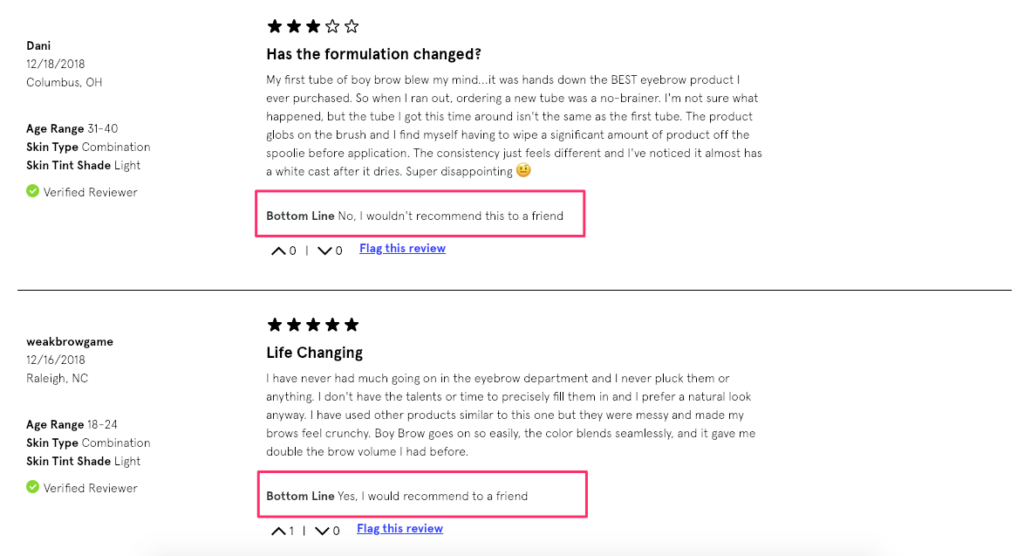 Dani
12/18/2018
Columbus, OH
Age Range 31-40
Skin Type Combination
Skin Tint Shade Light
Verified Reviewer
Has the formulation changed?
My first tube of boy brow blew my mind...it was hands down the BEST eyebrow product I
ever purchased. So when I ran out, ordering a new tube was a no-brainer. I'm not sure what
happened, but the tube I got this time around isn't the same as the first tube. The product
globs on the brush and I find myself having to wipe a significant amount of product off the
spoolie before application. The consistency just feels different and I've noticed it almost has
a white cast after it dries. Super disappointing 😐
Bottom Line No, I wouldn't recommend this to a friend
0 | 0 Flag this review
weakbrowgame
12/16/2018
Raleigh, NC
Age Range 18-24
Skin Type Combination
Skin Tint Shade Light
Verified Reviewer
Life Changing
I have never had much going on in the eyebrow department and I never pluck them or
anything. I don't have the talents or time to precisely fill them in and I prefer a natural look
anyway. I have used other products similar to this one but they were messy and made my
brows feel crunchy. Boy Brow goes on so easily, the color blends seamlessly, and it gave me
double the brow volume I had before.
Bottom Line Yes, I would recommend to a friend
1 | 0 Flag this review